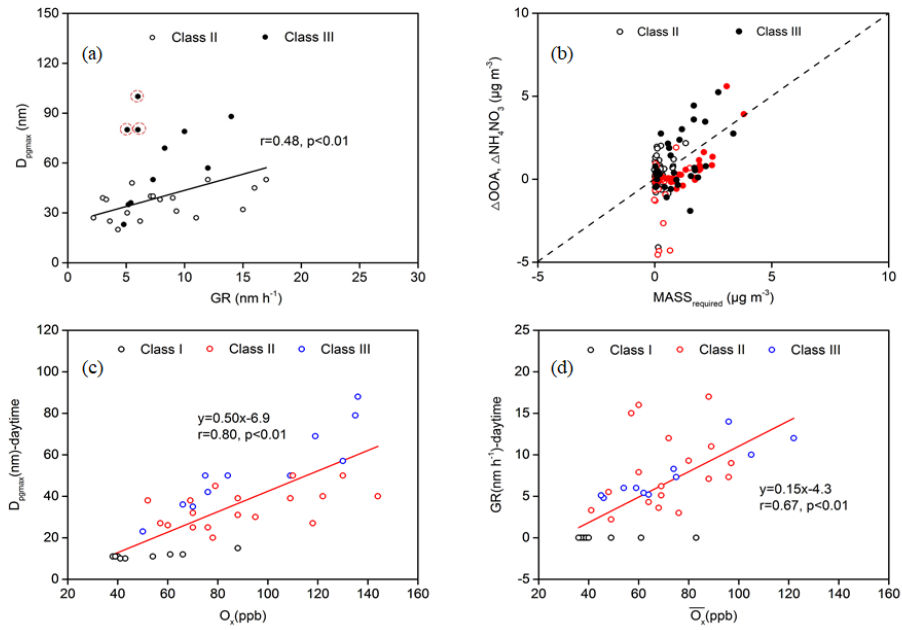 (a)
Class II
Class III
r=0.48, p<0.01
D_pgmax (nm)
150
120
90
60
30
0
0 5 10 15 20 25 30
GR (nm h⁻¹)
(b)
Class II
Class III
△OOA, △NH₄NO₃ (µg m⁻³)
10
5
0
-5
-5 0 5 10
MASS_required (µg m⁻³)
(c)
Class I
Class II
Class III
y=0.50x-6.9
r=0.80, p<0.01
D_pgmax(nm)-daytime
120
100
80
60
40
20
0
20 40 60 80 100 120 140 160
Oₓ(ppb)
(d)
Class I
Class II
Class III
y=0.15x-4.3
r=0.67, p<0.01
GR(nm h⁻¹)-daytime
25
20
15
10
5
0
-5
20 40 60 80 100 120 140 160
O̅ₓ(ppb)